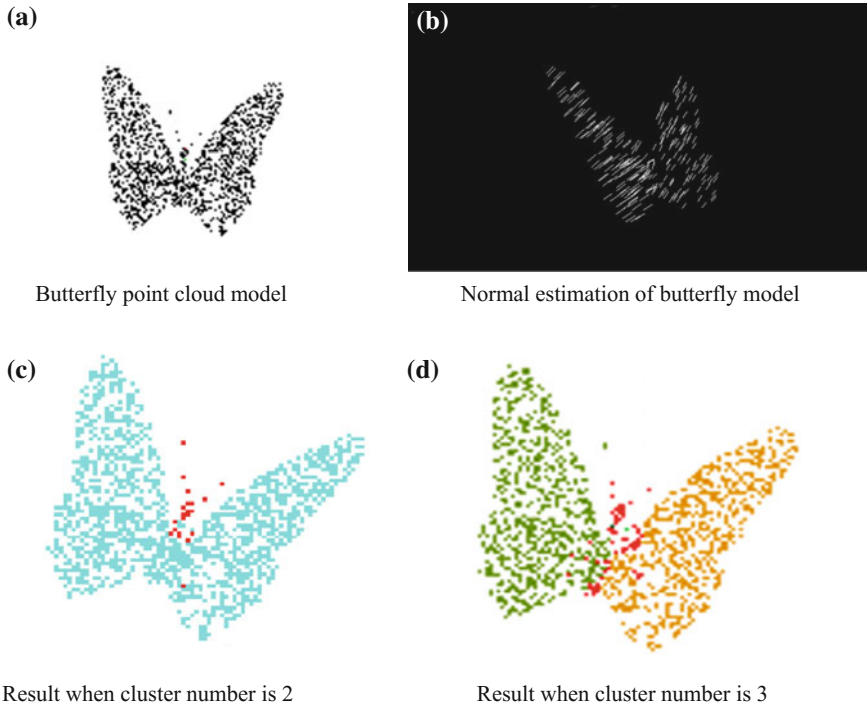 (a)
(b)
Butterfly point cloud model
Normal estimation of butterfly model
(c)
(d)
Result when cluster number is 2
Result when cluster number is 3